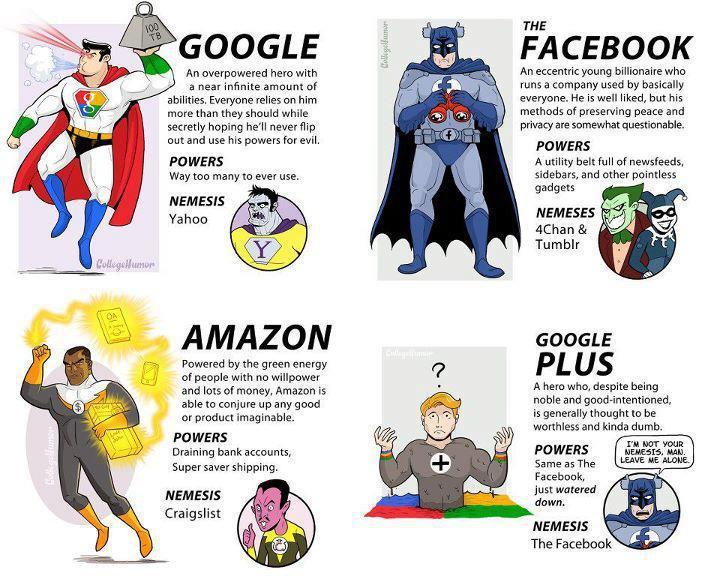 100
TB
GOOGLE
An overpowered hero with
a near infinite amount of
abilities. Everyone relies on him
more than they should while
secretly hoping he'll never flip
out and use his powers for evil.
POWERS
Way too many to ever use.
NEMESIS
Yahoo
g
Y
CollegeHumor
CollegeHumor
THE
FACEBOOK
An eccentric young billionaire who
runs a company used by basically
everyone. He is well liked, but his
methods of preserving peace and
privacy are somewhat questionable.
POWERS
A utility belt full of newsfeeds,
sidebars, and other pointless
gadgets
NEMESES
4Chan &
Tumblr
f
f
AMAZON
Powered by the green energy
of people with no willpower
and lots of money, Amazon is
able to conjure up any good
or product imaginable.
POWERS
Draining bank accounts,
Super saver shipping.
NEMESIS
Craigslist
$
CollegeHumor
CollegeHumor
?
GOOGLE
PLUS
A hero who, despite being
noble and good-intentioned,
is generally thought to be
worthless and kinda dumb.
POWERS
Same as The
Facebook,
just watered
down.
I'M NOT YOUR
NEMESIS, MAN.
LEAVE ME ALONE.
NEMESIS
The Facebook
+
f